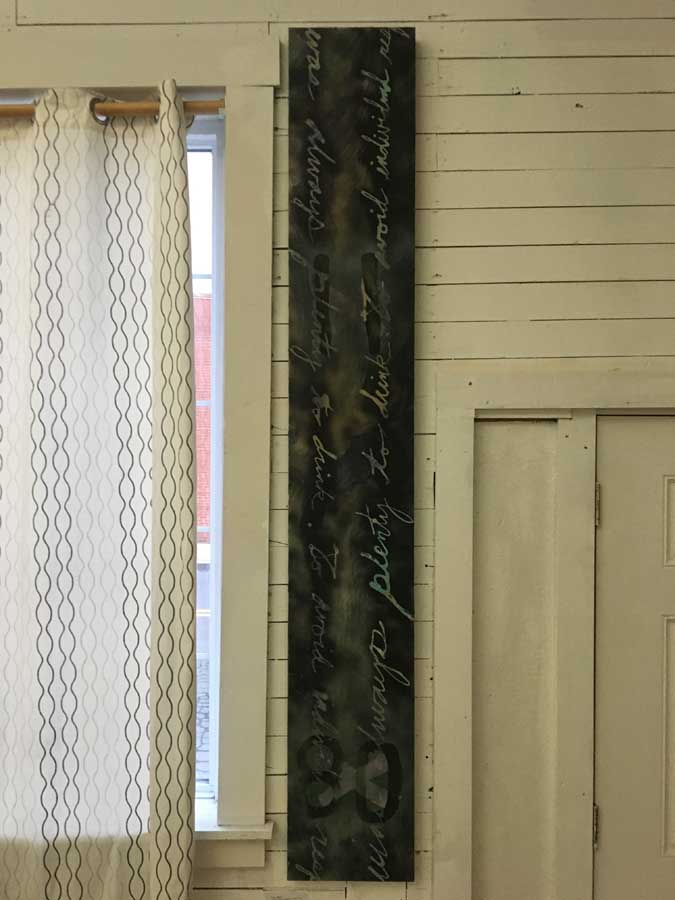 was always plenty to drink. To avoid
always plenty to drink. To avoid individual